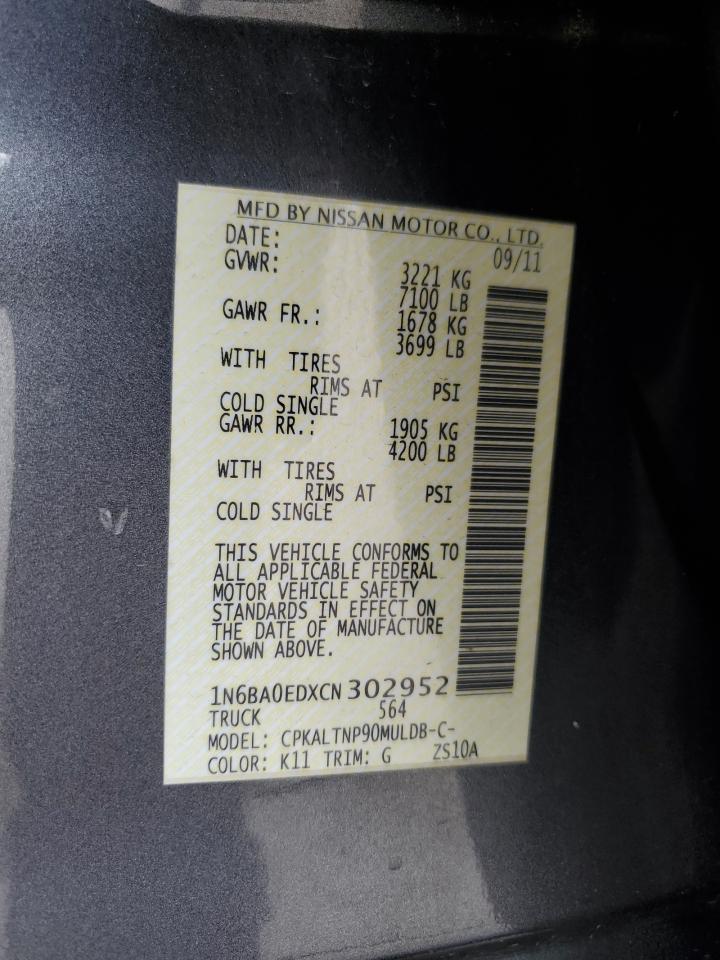 MFD BY NISSAN MOTOR CO., LTD.
DATE: 09/11
GVWR: 3221 KG
7100 LB
GAWR FR.: 1678 KG
3699 LB
WITH TIRES
RIMS AT PSI
COLD SINGLE
GAWR RR.: 1905 KG
4200 LB
WITH TIRES
RIMS AT PSI
COLD SINGLE
THIS VEHICLE CONFORMS TO
ALL APPLICABLE FEDERAL
MOTOR VEHICLE SAFETY
STANDARDS IN EFFECT ON
THE DATE OF MANUFACTURE
SHOWN ABOVE.
1N6BA0EDXCN302952
TRUCK 564
MODEL: CPKALTNP90MULDB-C-
COLOR: K11 TRIM: G ZS10A